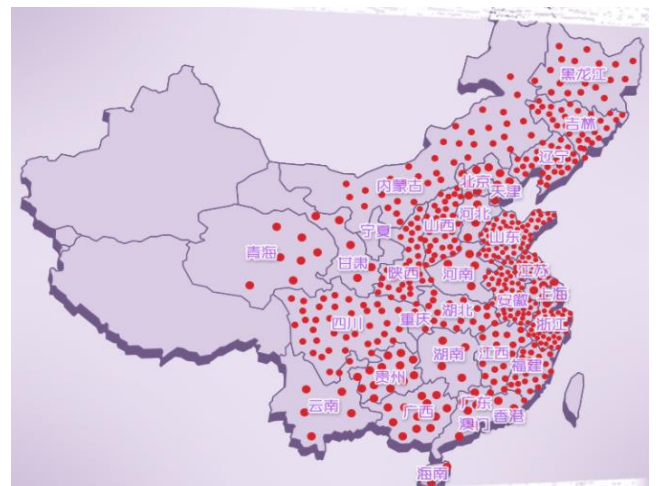 黑龙江
吉林
辽宁
内蒙古
北京
天津
河北
山西
宁夏
山东
青海
甘肃
陕西
河南
江苏
安徽
上海
四川
重庆
湖北
浙江
湖南
江西
福建
贵州
云南
广西
广东
香港
澳门
海南